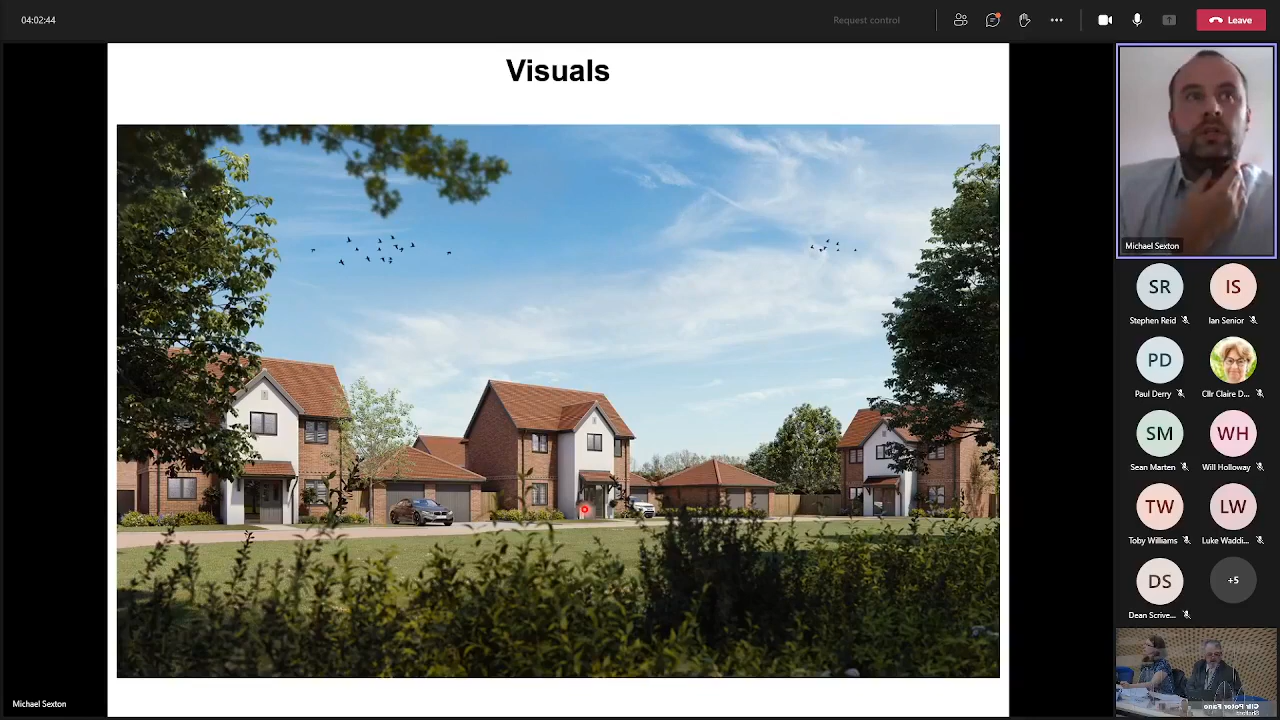 04:02:44
Request control
Leave
Visuals
Michael Sexton
SR
IS
Stephen Reid
Ian Senior
PD
Paul Derry
Cllr Claire D...
SM
WH
Sean Marten
Will Holloway
TW
LW
Toby Williams
Luke Waddi...
DS
+5
Dean Scrive...
Michael Sexton